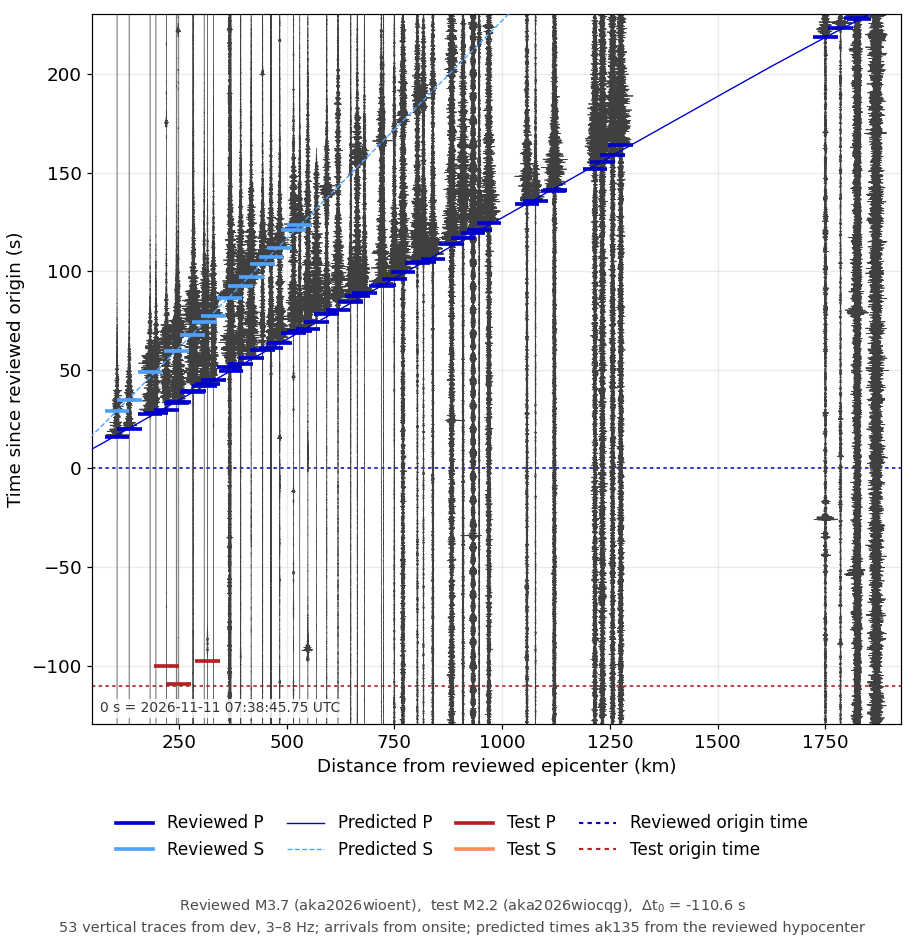 Time since reviewed origin (s)
200
150
100
50
0
−50
−100
0 s = 2026-11-11 07:38:45.75 UTC
250
500
750
1000
1250
1500
1750
Distance from reviewed epicenter (km)
Reviewed P
Predicted P
Test P
Reviewed origin time
Reviewed S
Predicted S
Test S
Test origin time
Reviewed M3.7 (aka2026wioent),  test M2.2 (aka2026wiocqg),  Δt₀ = -110.6 s
53 vertical traces from dev, 3–8 Hz; arrivals from onsite; predicted times ak135 from the reviewed hypocenter